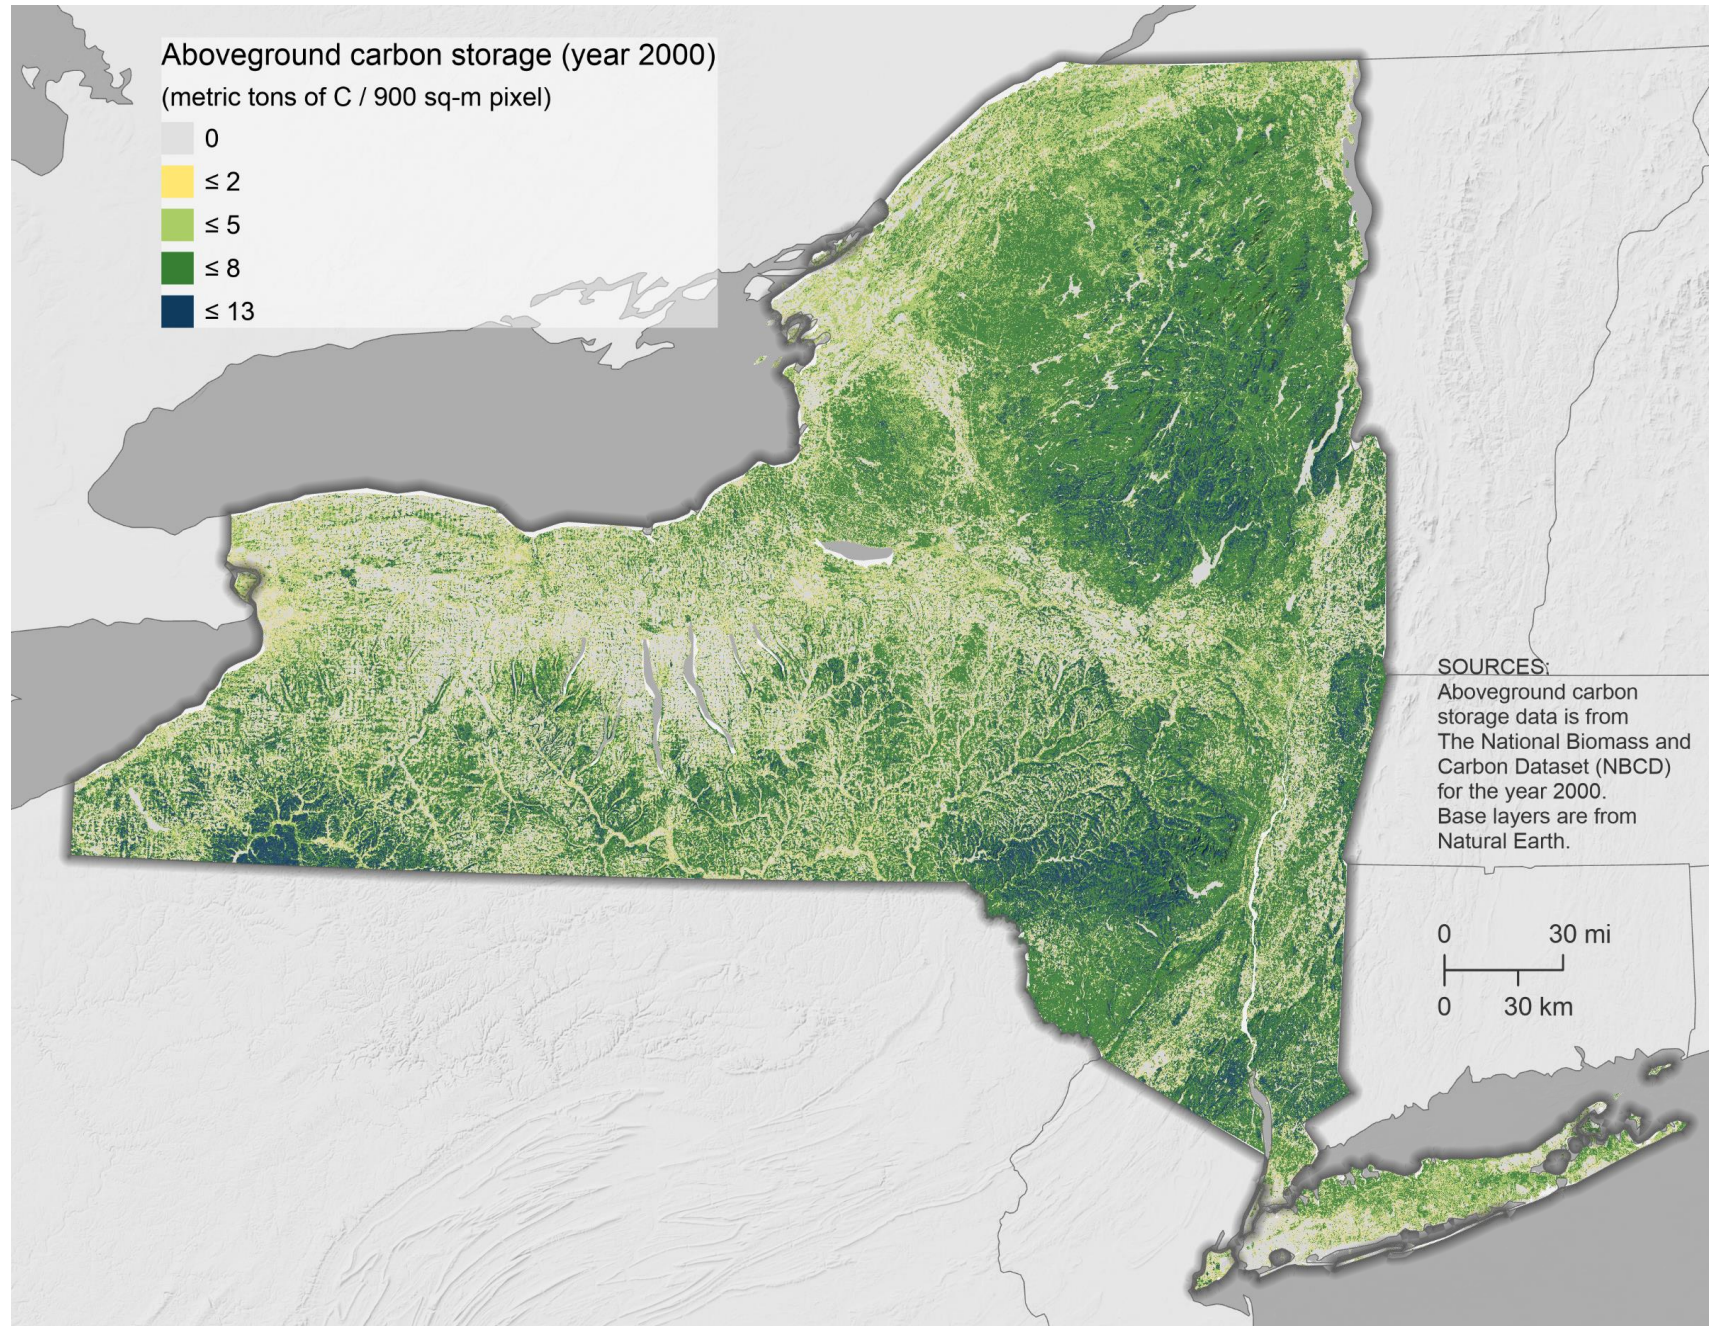 Aboveground carbon storage (year 2000)
(metric tons of C / 900 sq-m pixel)
0
≤ 2
≤ 5
≤ 8
≤ 13
SOURCES:
Aboveground carbon
storage data is from
The National Biomass and
Carbon Dataset (NBCD)
for the year 2000.
Base layers are from
Natural Earth.
0 30 mi
0 30 km